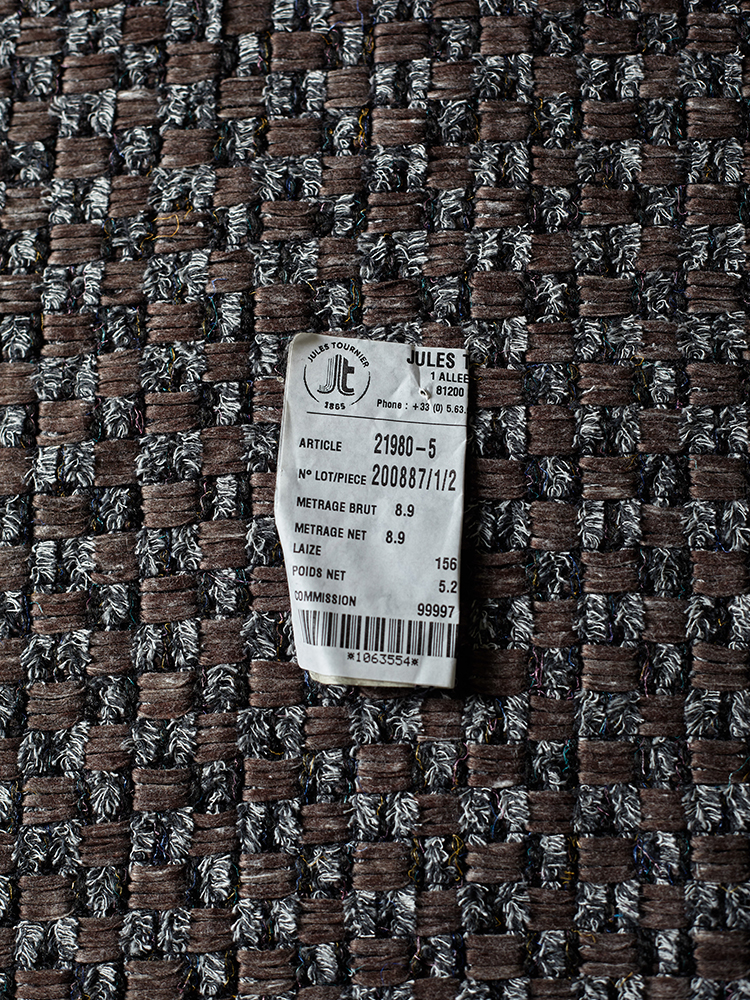 JULES TOURNIER
Jt
1865
JULES T
1 ALLEE
81200
Phone : +33 (0) 5.63.
ARTICLE 21980-5
N° LOT/PIECE 200887/1/2
METRAGE BRUT 8.9
METRAGE NET 8.9
LAIZE 156
POIDS NET 5.2
COMMISSION 99997
*1063554*